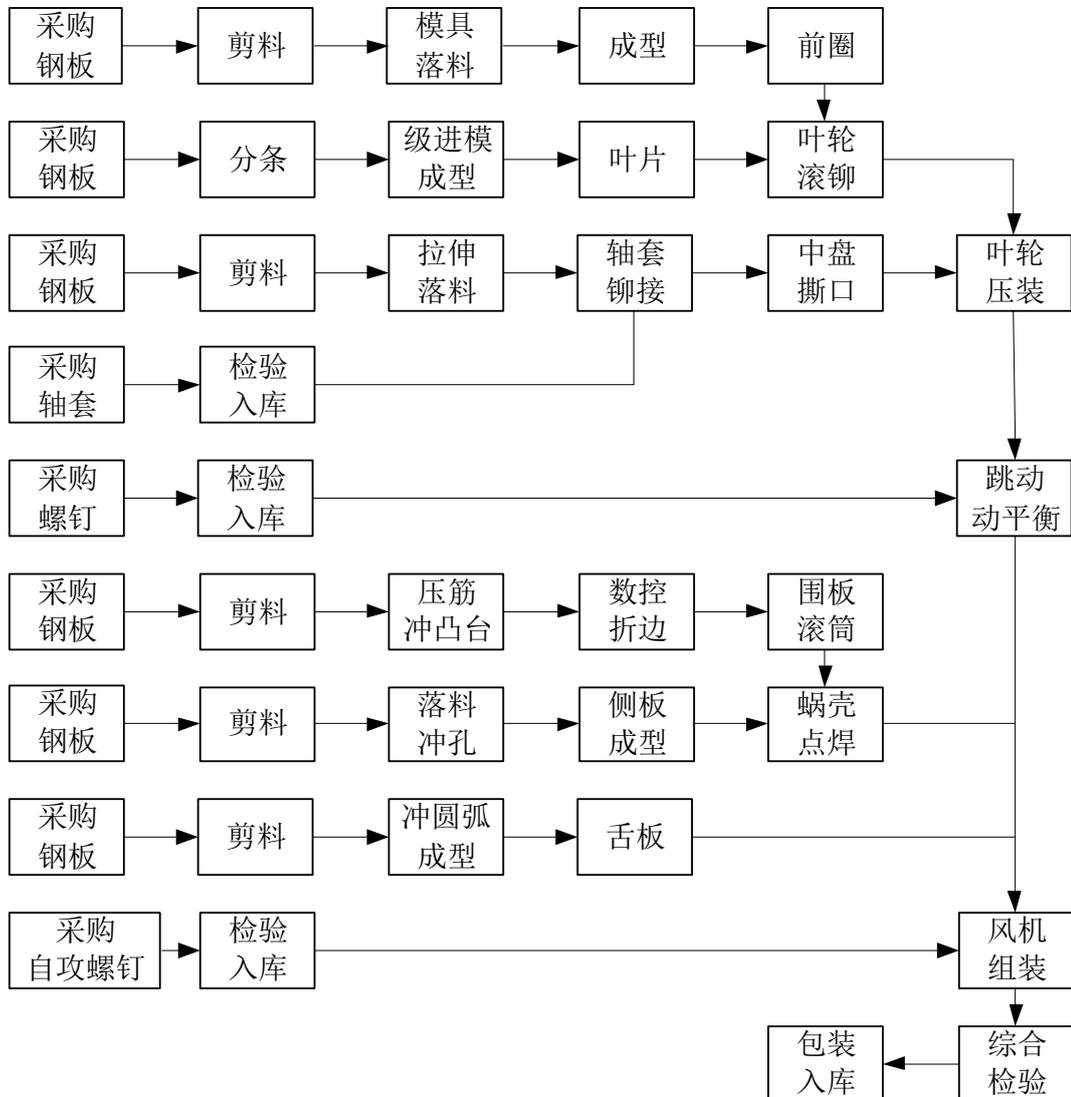 采购
钢板
剪料
模具
落料
成型
前圈
采购
钢板
分条
级进模
成型
叶片
叶轮
滚铆
采购
钢板
剪料
拉伸
落料
轴套
铆接
中盘
撕口
叶轮
压装
采购
轴套
检验
入库
采购
螺钉
检验
入库
跳动
动平衡
采购
钢板
剪料
压筋
冲凸台
数控
折边
围板
滚筒
采购
钢板
剪料
落料
冲孔
侧板
成型
蜗壳
点焊
采购
钢板
剪料
冲圆弧
成型
舌板
采购
自攻螺钉
检验
入库
风机
组装
包装
入库
综合
检验